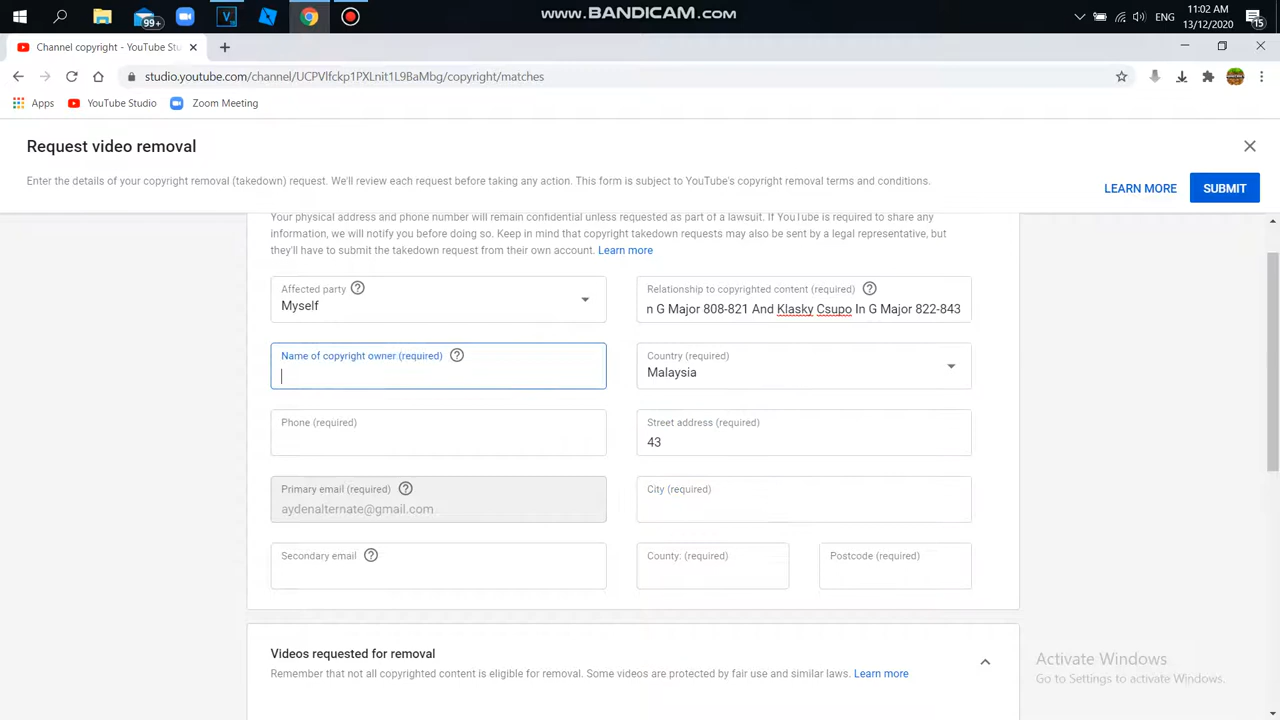 www.BANDICAM.com
99+
ENG
11:02 AM
13/12/2020
15
Channel copyright - YouTube Stu
studio.youtube.com/channel/UCPVlfckp1PXLnit1L9BaMbg/copyright/matches
Apps
YouTube Studio
Zoom Meeting
Request video removal
Enter the details of your copyright removal (takedown) request. We'll review each request before taking any action. This form is subject to YouTube's copyright removal terms and conditions.
LEARN MORE
SUBMIT
Your physical address and phone number will remain confidential unless requested as part of a lawsuit. If YouTube is required to share any
information, we will notify you before doing so. Keep in mind that copyright takedown requests may also be sent by a legal representative, but
they'll have to submit the takedown request from their own account. Learn more
Affected party
Myself
Relationship to copyrighted content (required)
n G Major 808-821 And Klasky Csupo In G Major 822-843
Name of copyright owner (required)
Country (required)
Malaysia
Phone (required)
Street address (required)
43
Primary email (required)
aydenalternate@gmail.com
City (required)
Secondary email
County: (required)
Postcode (required)
Videos requested for removal
Remember that not all copyrighted content is eligible for removal. Some videos are protected by fair use and similar laws. Learn more
Activate Windows
Go to Settings to activate Windows.